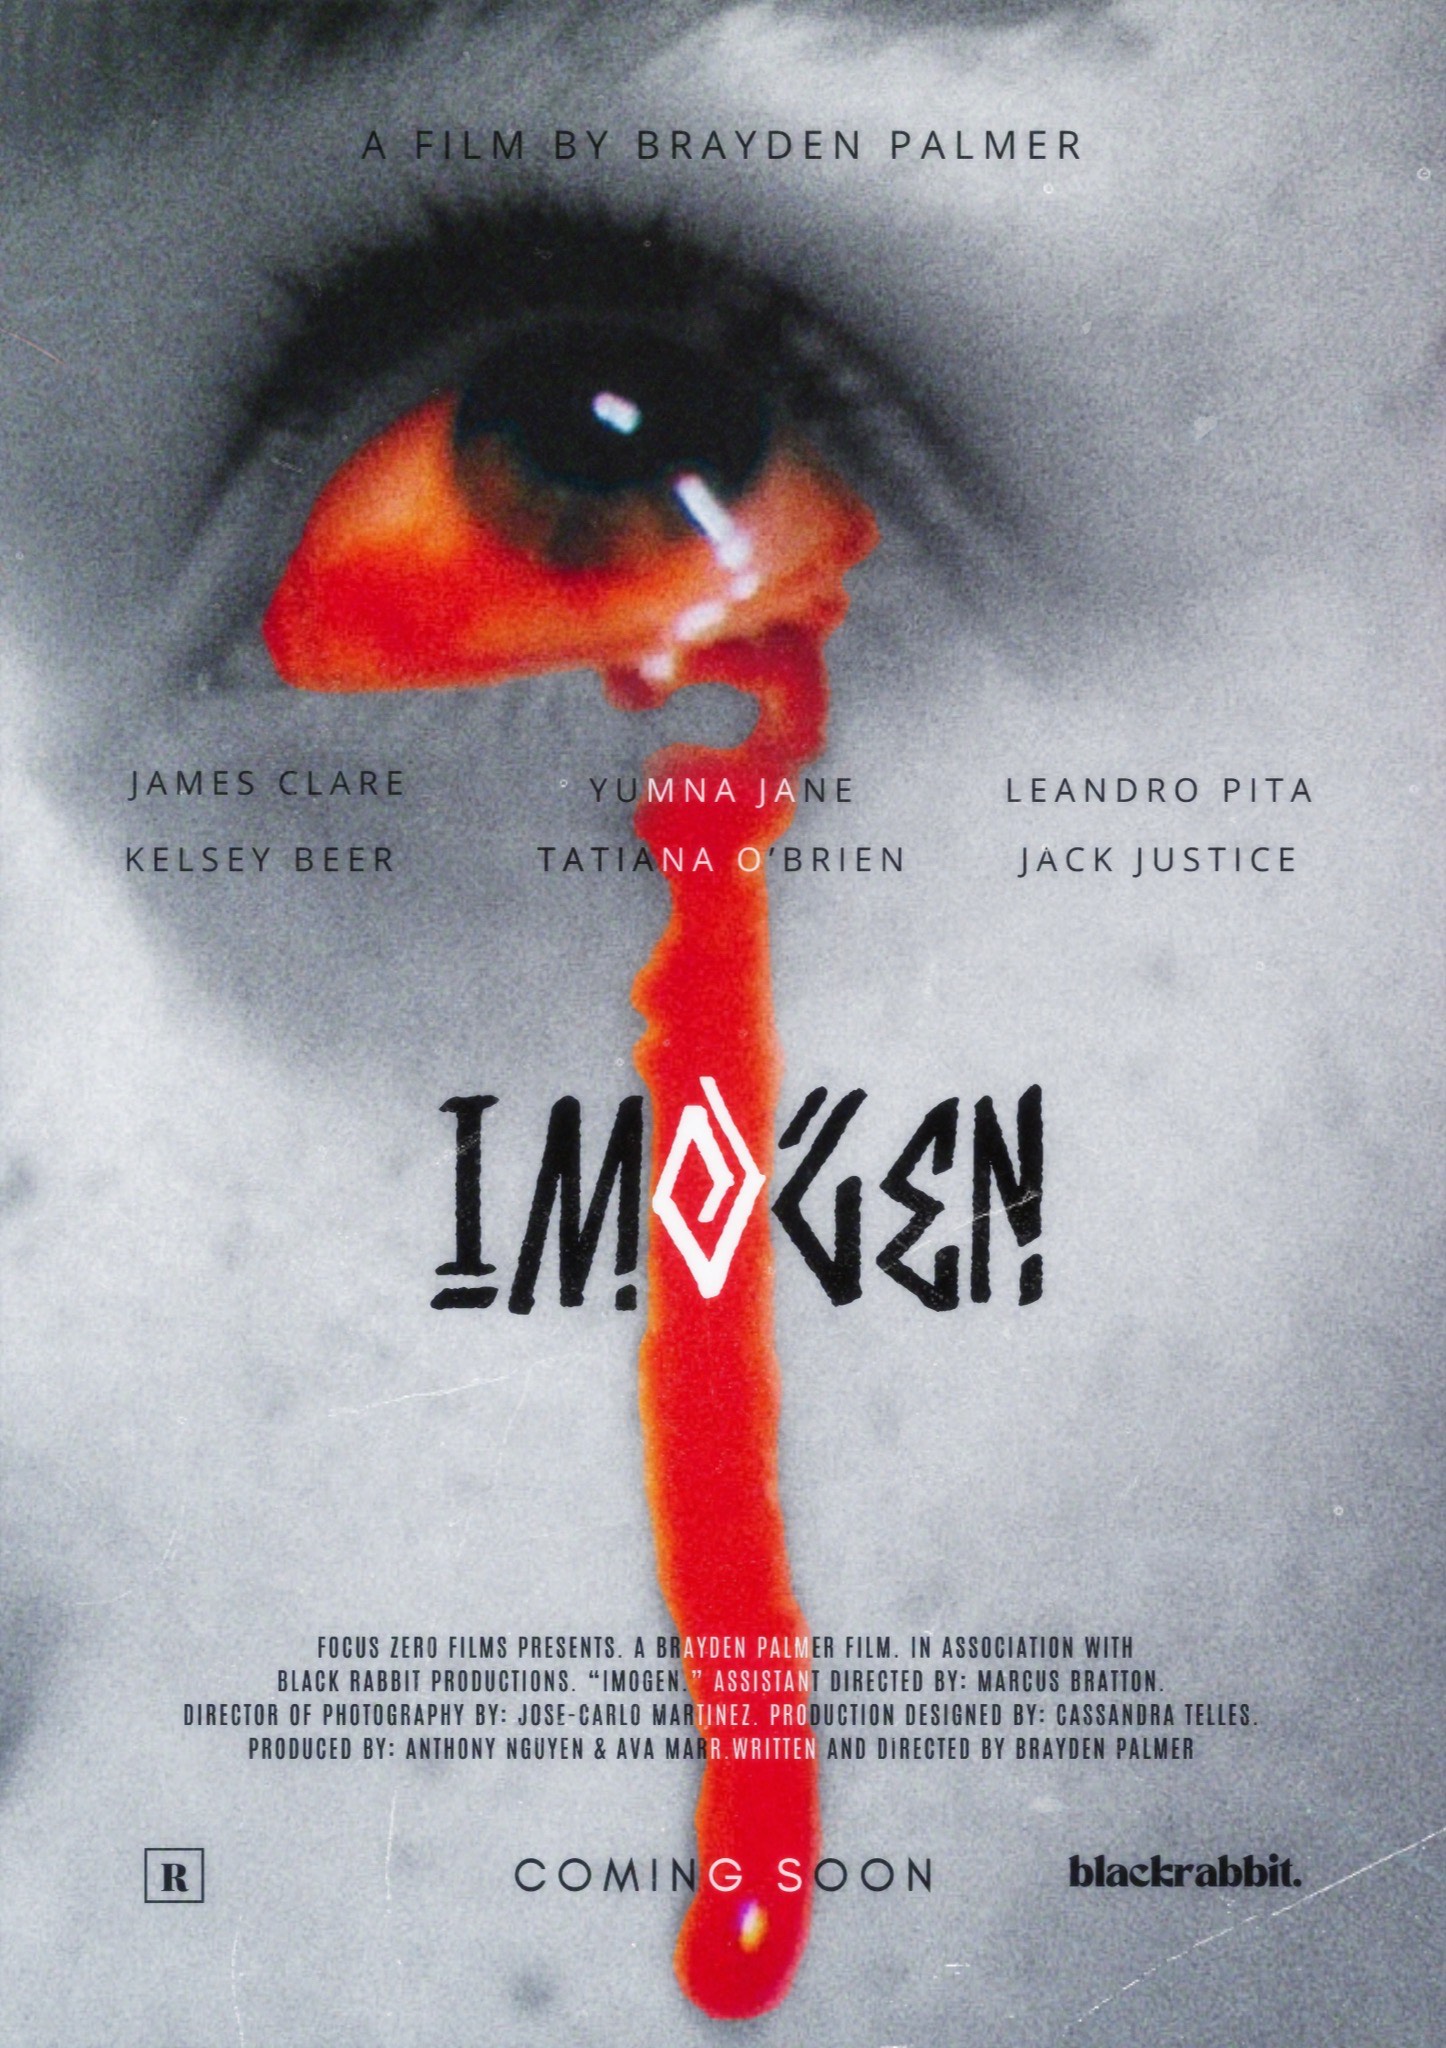 A FILM BY BRAYDEN PALMER
JAMES CLARE YUMNA JANE LEANDRO PITA
KELSEY BEER TATIANA O’BRIEN JACK JUSTICE
IMOGEN
FOCUS ZERO FILMS PRESENTS. A BRAYDEN PALMER FILM. IN ASSOCIATION WITH
BLACK RABBIT PRODUCTIONS. “IMOGEN.” ASSISTANT DIRECTED BY: MARCUS BRATTON.
DIRECTOR OF PHOTOGRAPHY BY: JOSE-CARLO MARTINEZ. PRODUCTION DESIGNED BY: CASSANDRA TELLES.
PRODUCED BY: ANTHONY NGUYEN & AVA MARR.WRITTEN AND DIRECTED BY BRAYDEN PALMER
R COMING SOON blackrabbit.